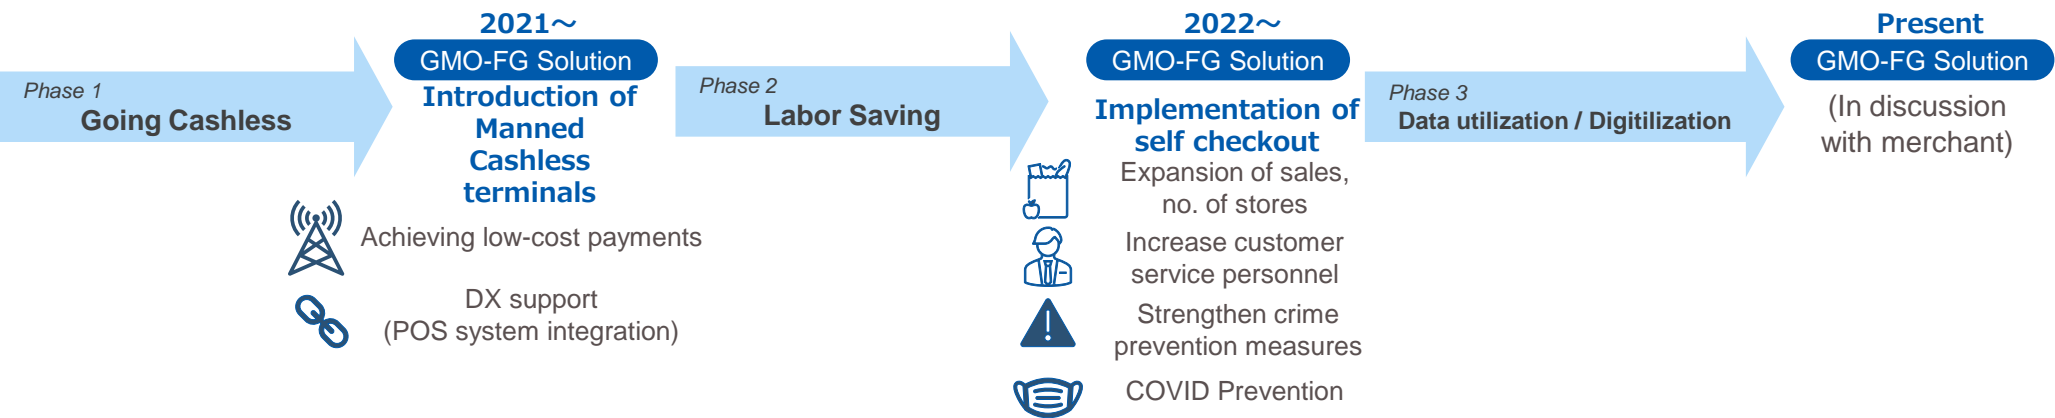 Phase 1
Going Cashless
2021～
GMO-FG Solution
Introduction of
Manned
Cashless
terminals
Achieving low-cost payments
DX support
(POS system integration)
Phase 2
Labor Saving
2022～
GMO-FG Solution
Implementation of
self checkout
Expansion of sales,
no. of stores
Increase customer
service personnel
Strengthen crime
prevention measures
COVID Prevention
Phase 3
Data utilization / Digitilization
Present
GMO-FG Solution
(In discussion
with merchant)